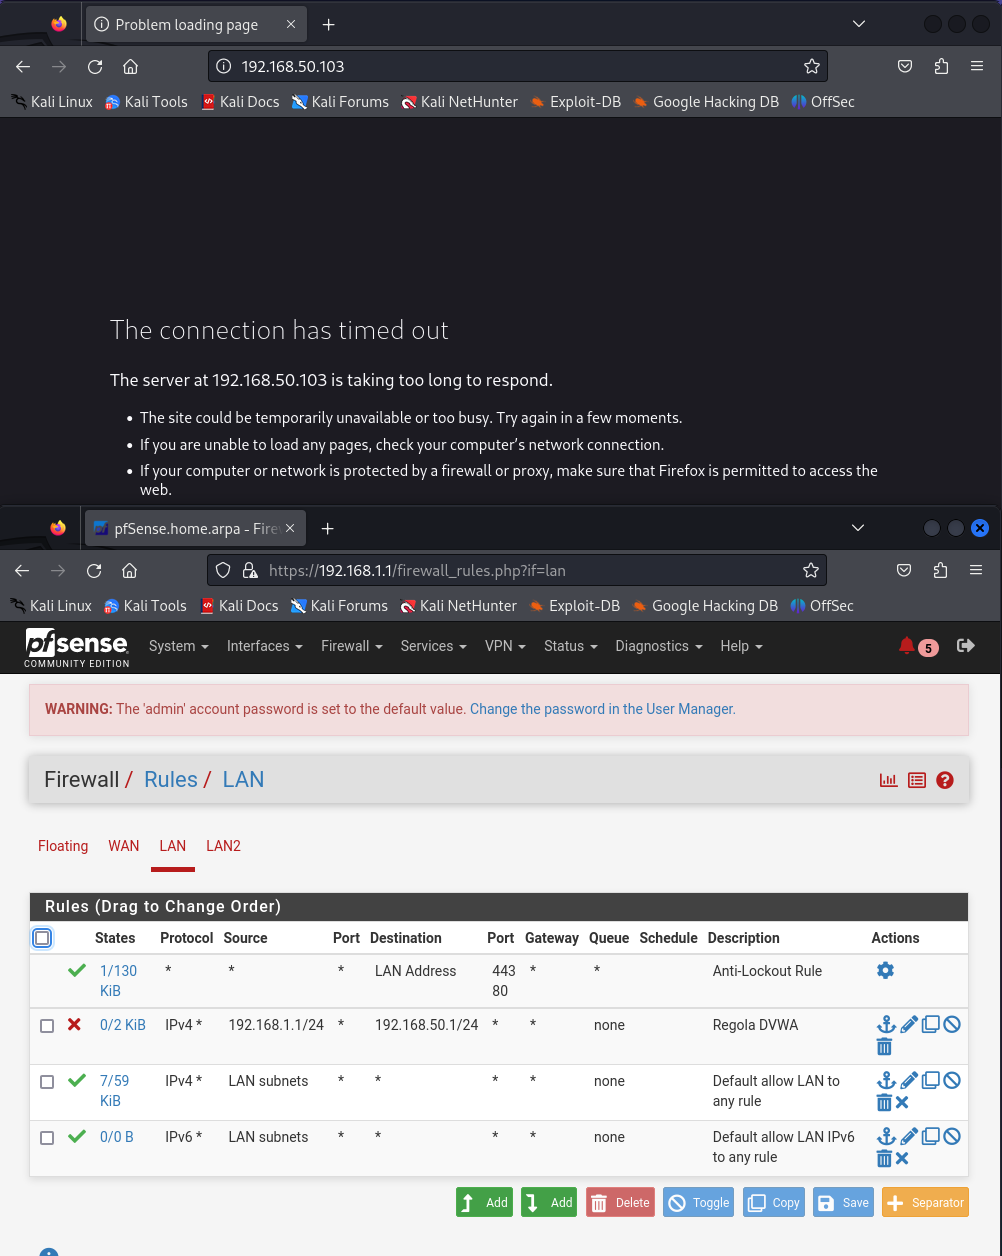 Problem loading page
192.168.50.103
Kali Linux Kali Tools Kali Docs Kali Forums Kali NetHunter Exploit-DB Google Hacking DB OffSec
The connection has timed out
The server at 192.168.50.103 is taking too long to respond.
• The site could be temporarily unavailable or too busy. Try again in a few moments.
• If you are unable to load any pages, check your computer’s network connection.
• If your computer or network is protected by a firewall or proxy, make sure that Firefox is permitted to access the
web.
pfSense.home.arpa - Fire
https://192.168.1.1/firewall_rules.php?if=lan
Kali Linux Kali Tools Kali Docs Kali Forums Kali NetHunter Exploit-DB Google Hacking DB OffSec
pfsense
COMMUNITY EDITION
System Interfaces Firewall Services VPN Status Diagnostics Help 5
WARNING: The 'admin' account password is set to the default value. Change the password in the User Manager.
Firewall / Rules / LAN
Floating WAN LAN LAN2
Rules (Drag to Change Order)
States Protocol Source Port Destination Port Gateway Queue Schedule Description Actions
1/130 * * * LAN Address 443 * * Anti-Lockout Rule
KiB 80
0/2 KiB IPv4 * 192.168.1.1/24 * 192.168.50.1/24 * * none Regola DVWA
7/59 IPv4 * LAN subnets * * * * none Default allow LAN to
KiB any rule
0/0 B IPv6 * LAN subnets * * * * none Default allow LAN IPv6
to any rule
Add Add Delete Toggle Copy Save Separator